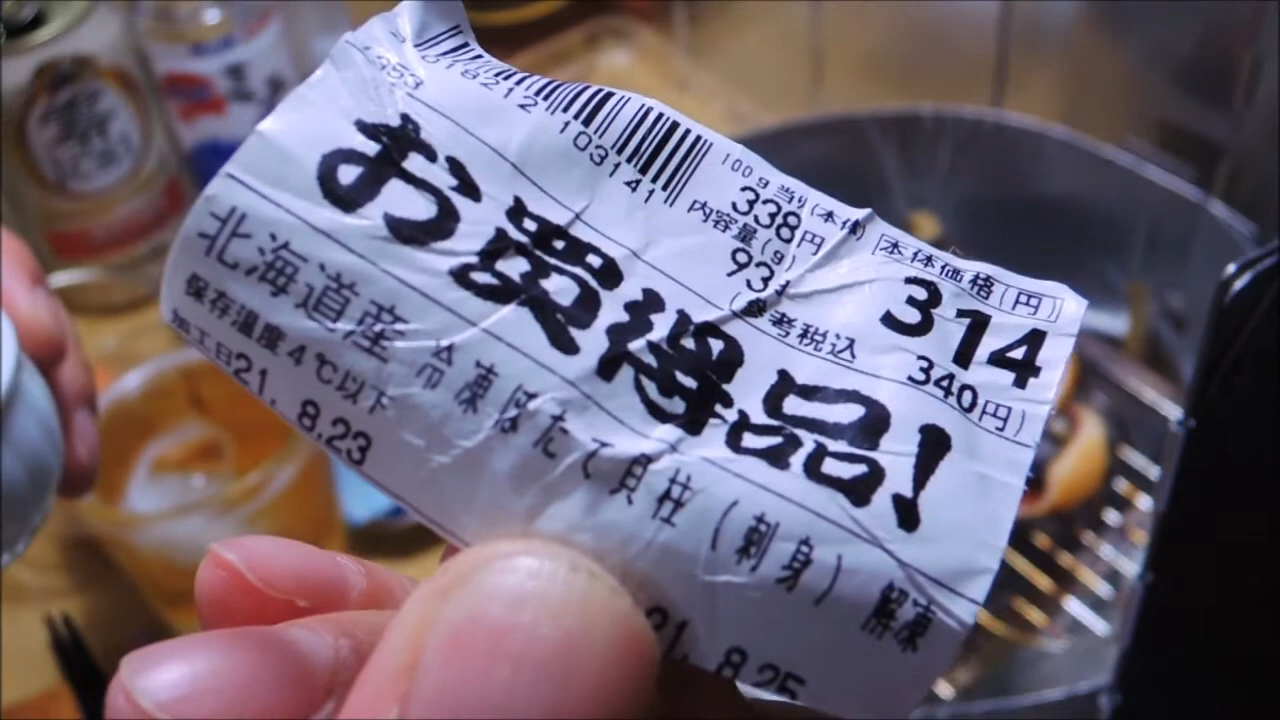 018212 103141
100g当り(本体)
338円
内容量(g)
93
本体価格(円)
314
(参考税込
340円)
お買得品!
北海道産 冷凍ほたて貝柱(刺身)解凍
保存温度4℃以下
加工日21. 8.23
21. 8.25